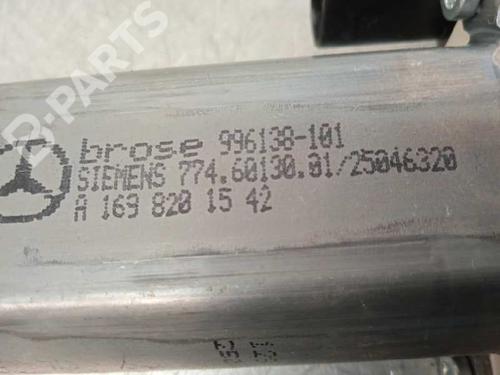 B-PARTS
brose 996138-101
SIEMENS 774.60130.01/25046320
A 169 820 15 42